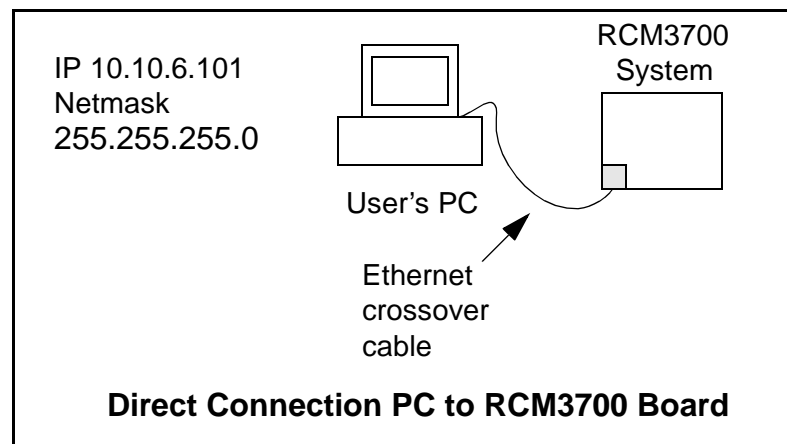 IP 10.10.6.101
Netmask
255.255.255.0
RCM3700
System
User's PC
Ethernet
crossover
cable
Direct Connection PC to RCM3700 Board